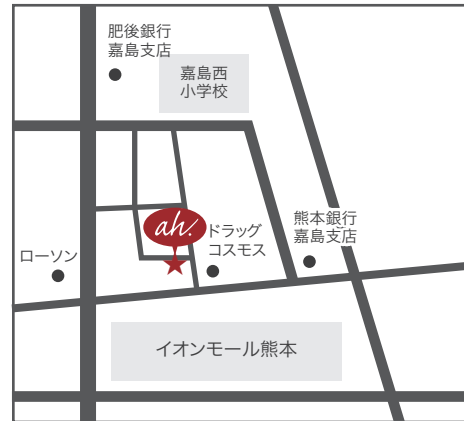 肥後銀行
嘉島支店
嘉島西
小学校
ah!
ドラッグ
コスモス
熊本銀行
嘉島支店
ローソン
イオンモール熊本